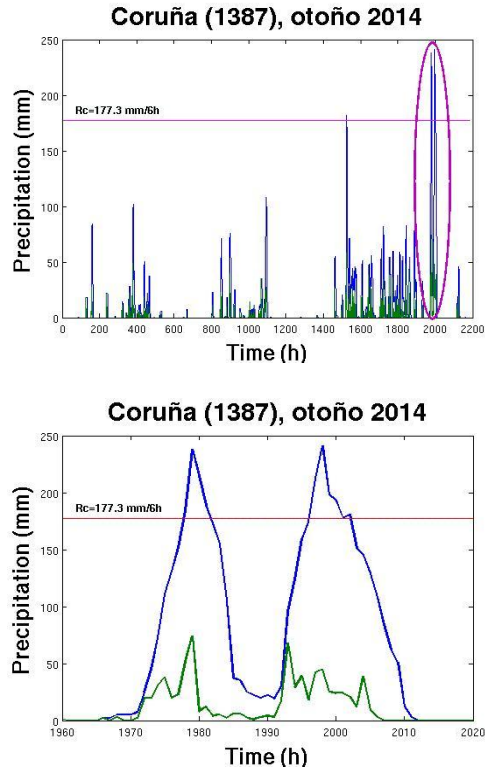 Coruña (1387), otoño 2014
250
200
150
100
50
0
Precipitation (mm)
Rc=177.3 mm/6h
0 200 400 600 800 1000 1200 1400 1600 1800 2000 2200
Time (h)
Coruña (1387), otoño 2014
250
200
150
100
50
0
Precipitation (mm)
Rc=177.3 mm/6h
1960 1970 1980 1990 2000 2010 2020
Time (h)